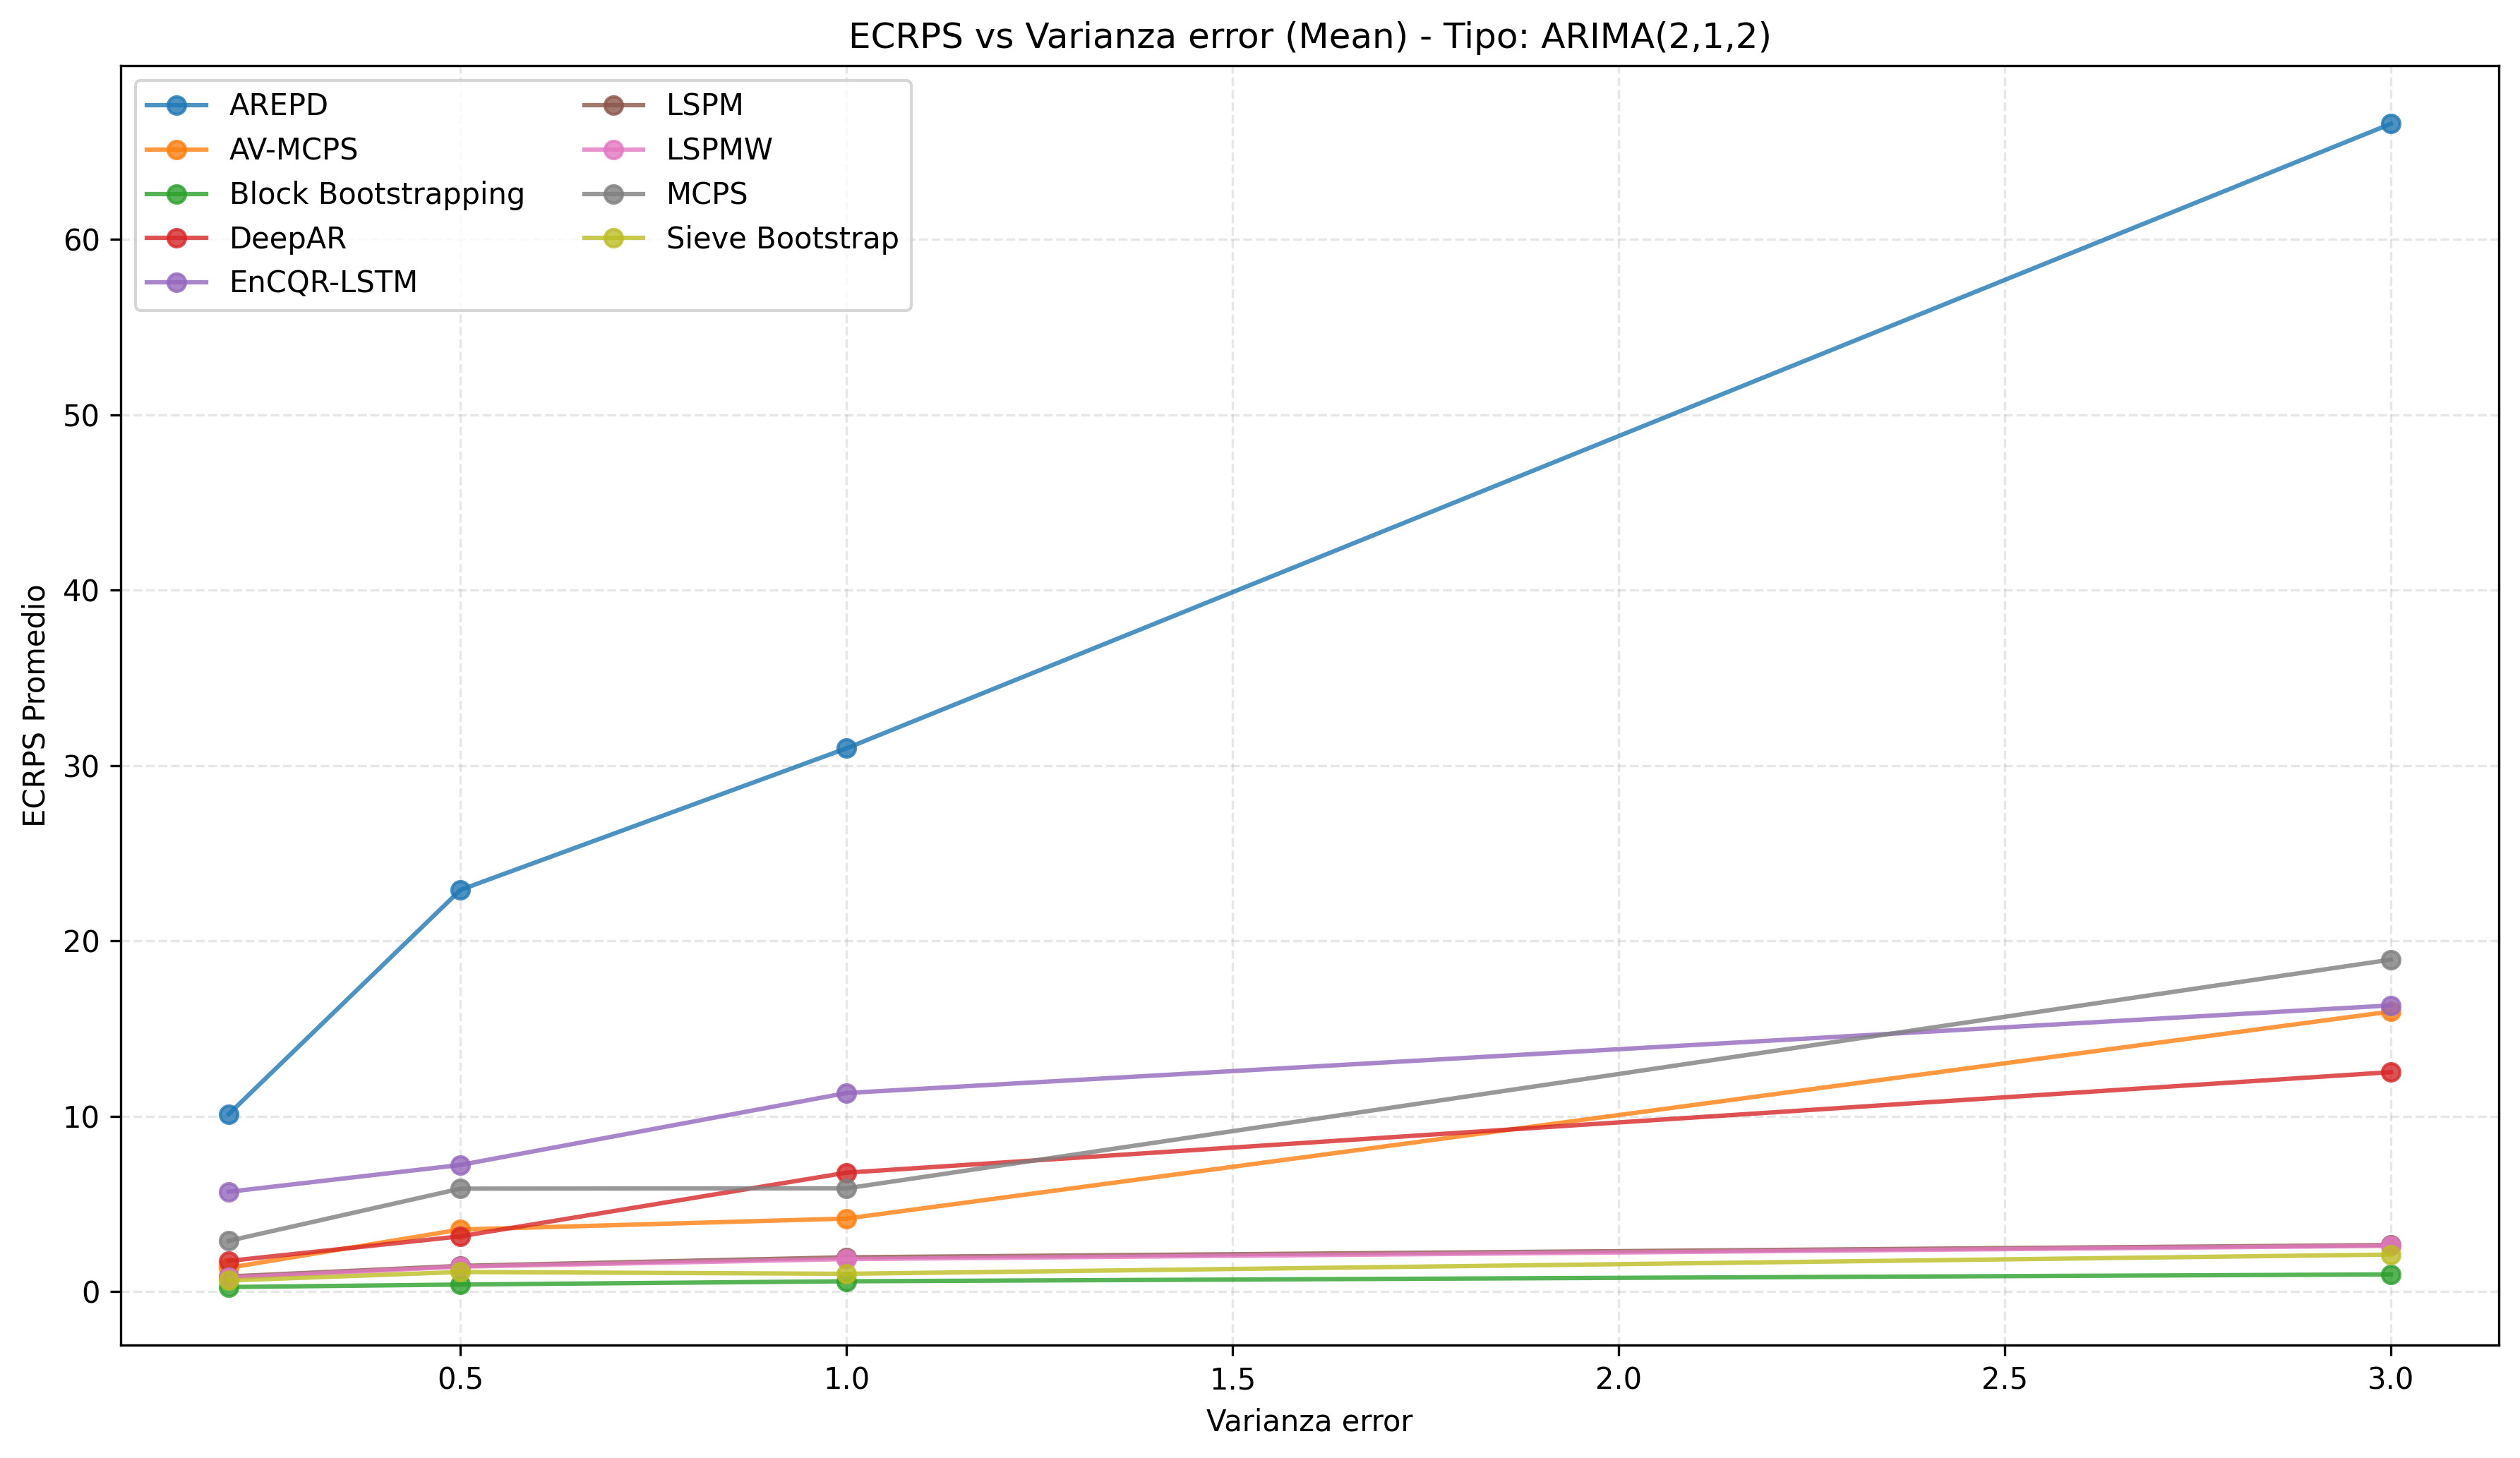 ECRPS vs Varianza error (Mean) - Tipo: ARIMA(2,1,2)
AREPD
AV-MCPS
Block Bootstrapping
DeepAR
EnCQR-LSTM
LSPM
LSPMW
MCPS
Sieve Bootstrap
ECRPS Promedio
60
50
40
30
20
10
0
0.5
1.0
1.5
2.0
2.5
3.0
Varianza error